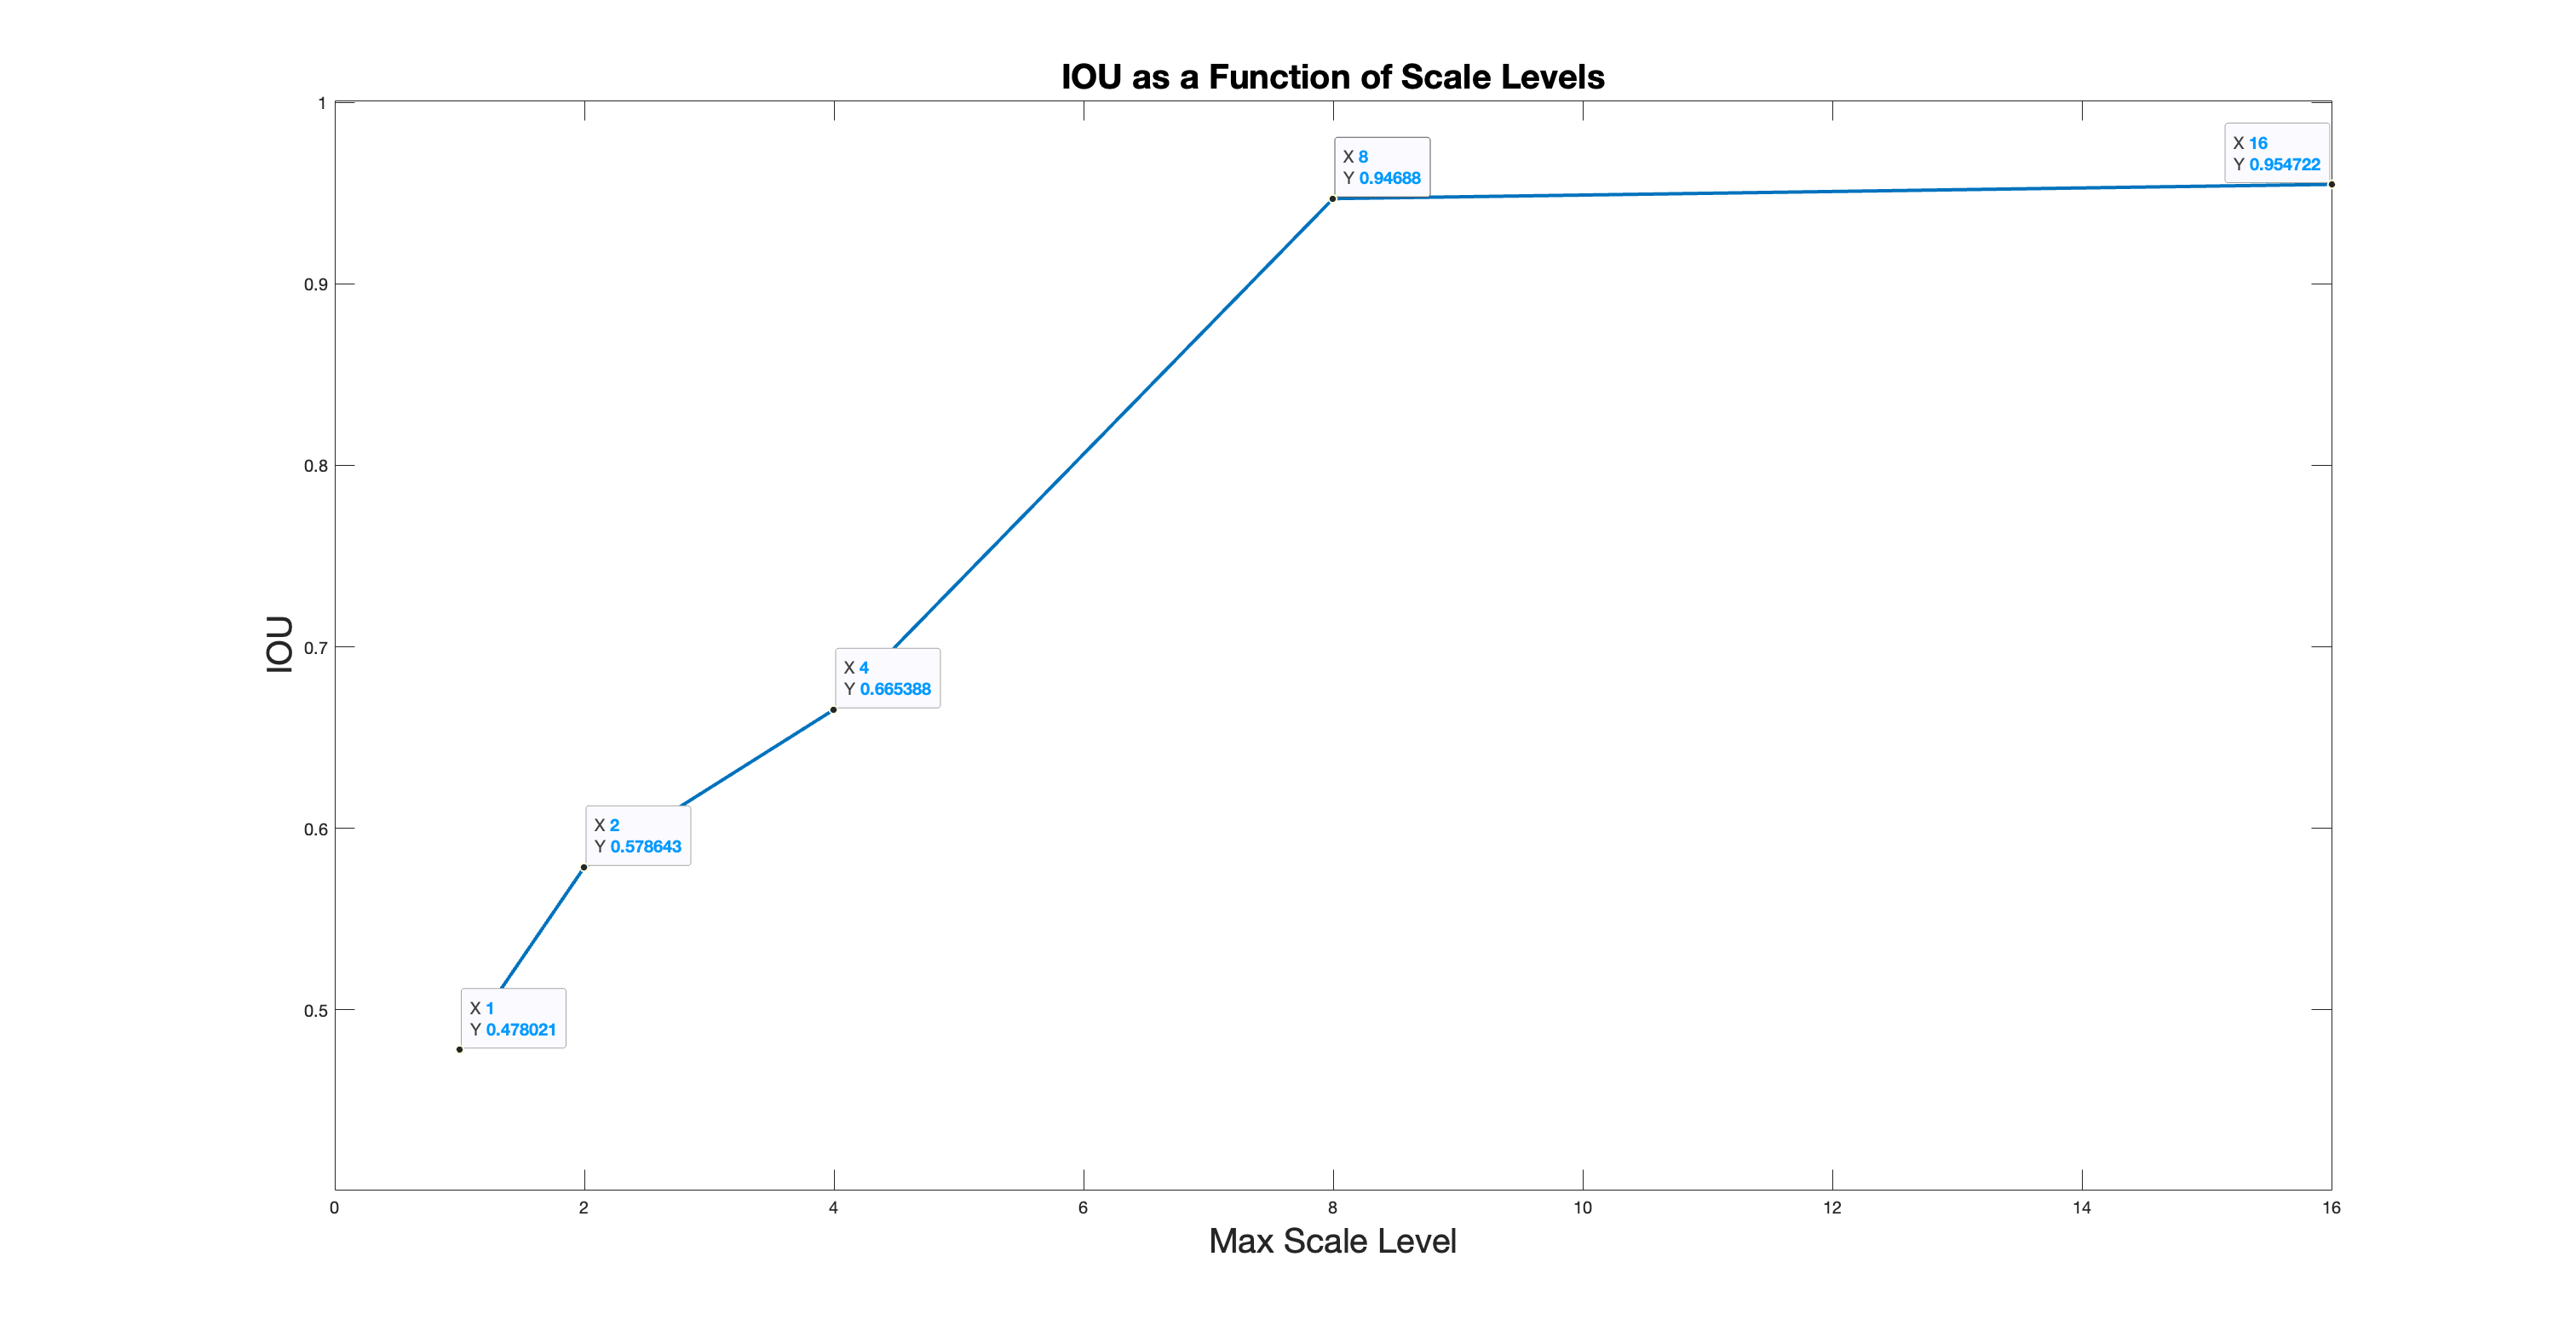 IOU as a Function of Scale Levels
1
0.9
0.8
0.7
0.6
0.5
IOU
X 16
Y 0.954722
X 8
Y 0.94688
X 4
Y 0.665388
X 2
Y 0.578643
X 1
Y 0.478021
0 2 4 6 8 10 12 14 16
Max Scale Level